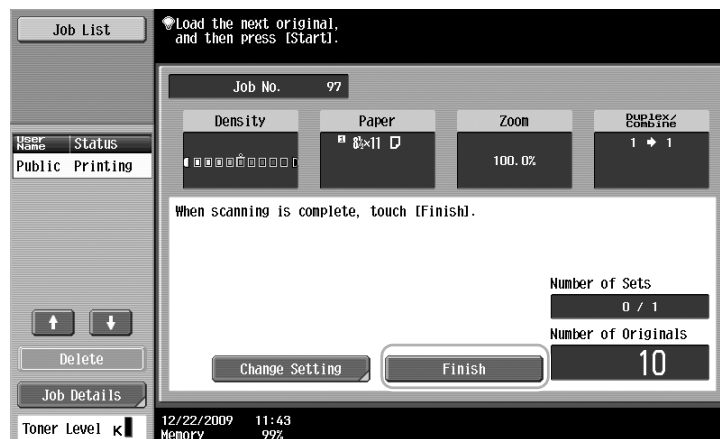 Job List
Load the next original,
and then press [Start].
Job No. 97
Density
Paper
Zoom
Duplex/
Combine
8½×11
100.0%
1 → 1
User
Name
Status
Public Printing
When scanning is complete, touch [Finish].
Number of Sets
0 / 1
Number of Originals
10
Change Setting
Finish
Delete
Job Details
Toner Level K
12/22/2009 11:43
Memory 99%